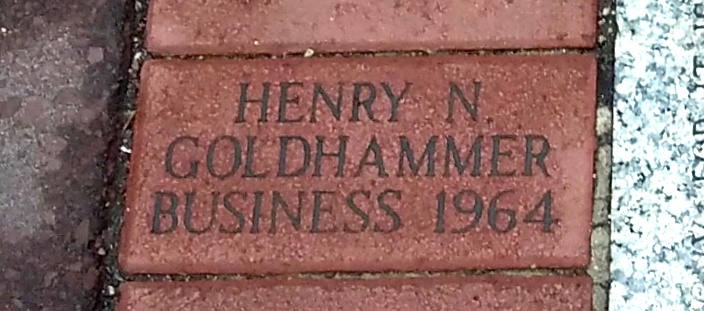 HENRY N.
GOLDHAMMER
BUSINESS 1964